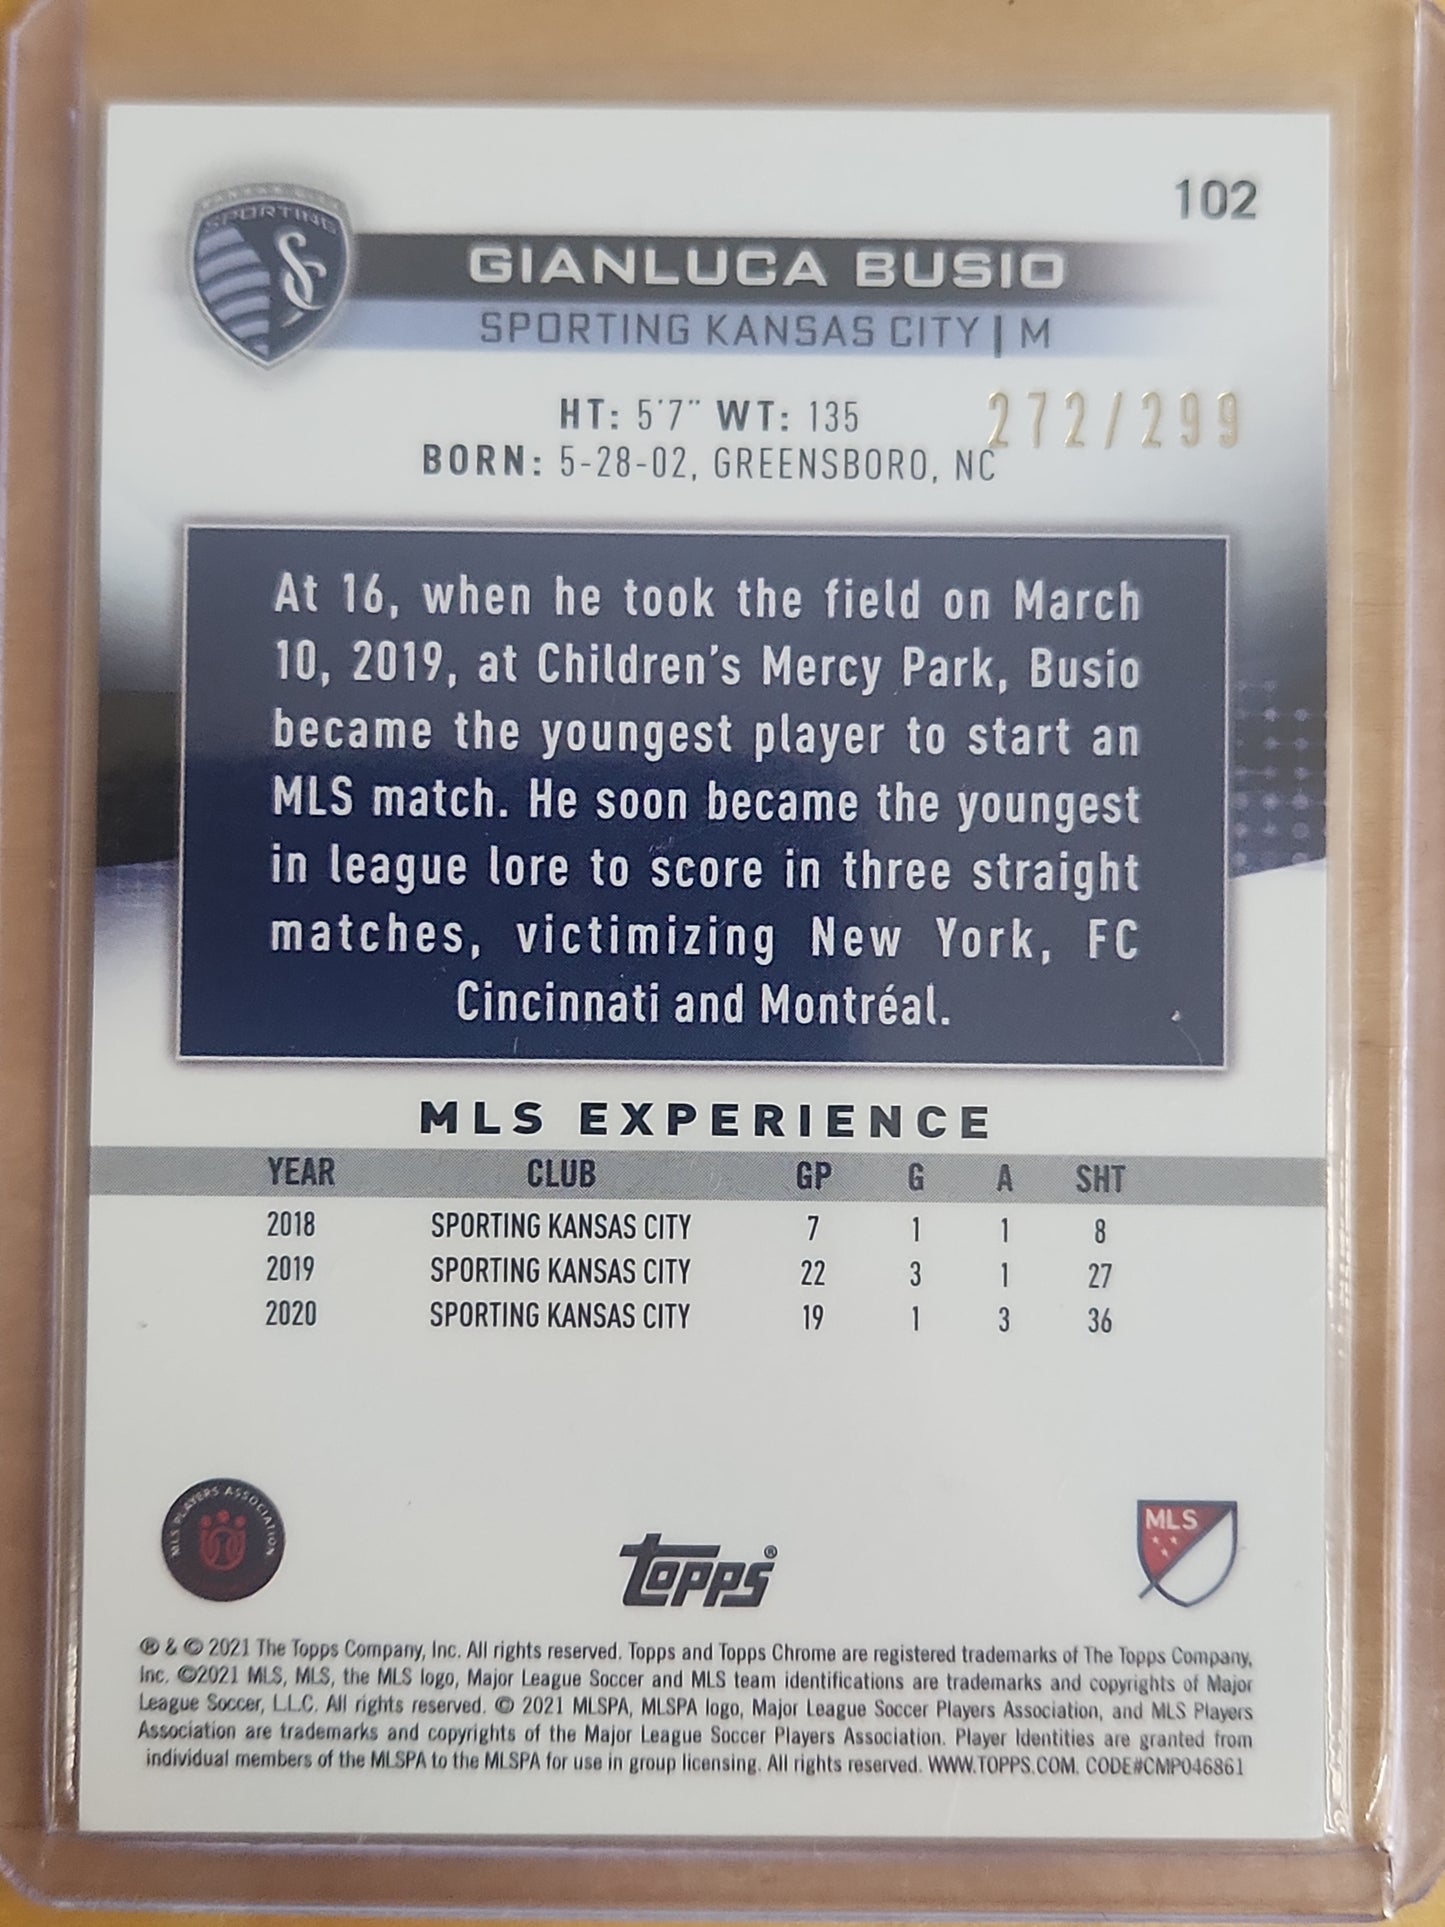 102
KANSAS CITY
SPORTING
SC
GIANLUCA BUSIO
SPORTING KANSAS CITY | M
HT: 5'7" WT: 135
272/299
BORN: 5-28-02, GREENSBORO, NC
At 16, when he took the field on March
10, 2019, at Children's Mercy Park, Busio
became the youngest player to start an
MLS match. He soon became the youngest
in league lore to score in three straight
matches, victimizing New York, FC
Cincinnati and Montréal.
MLS EXPERIENCE
YEAR CLUB GP G A SHT
2018 SPORTING KANSAS CITY 7 1 1 8
2019 SPORTING KANSAS CITY 22 3 1 27
2020 SPORTING KANSAS CITY 19 1 3 36
MLS PLAYERS ASSOCIATION
TOPPS®
MLS
® & © 2021 The Topps Company, Inc. All rights reserved. Topps and Topps Chrome are registered trademarks of The Topps Company,
Inc. ©2021 MLS, MLS, the MLS logo, Major League Soccer and MLS team identifications are trademarks and copyrights of Major
League Soccer, L.L.C. All rights reserved. © 2021 MLSPA, MLSPA logo, Major League Soccer Players Association, and MLS Players
Association are trademarks and copyrights of the Major League Soccer Players Association. Player Identities are granted from
individual members of the MLSPA to the MLSPA for use in group licensing. All rights reserved. WWW.TOPPS.COM. CODE#CMP046861